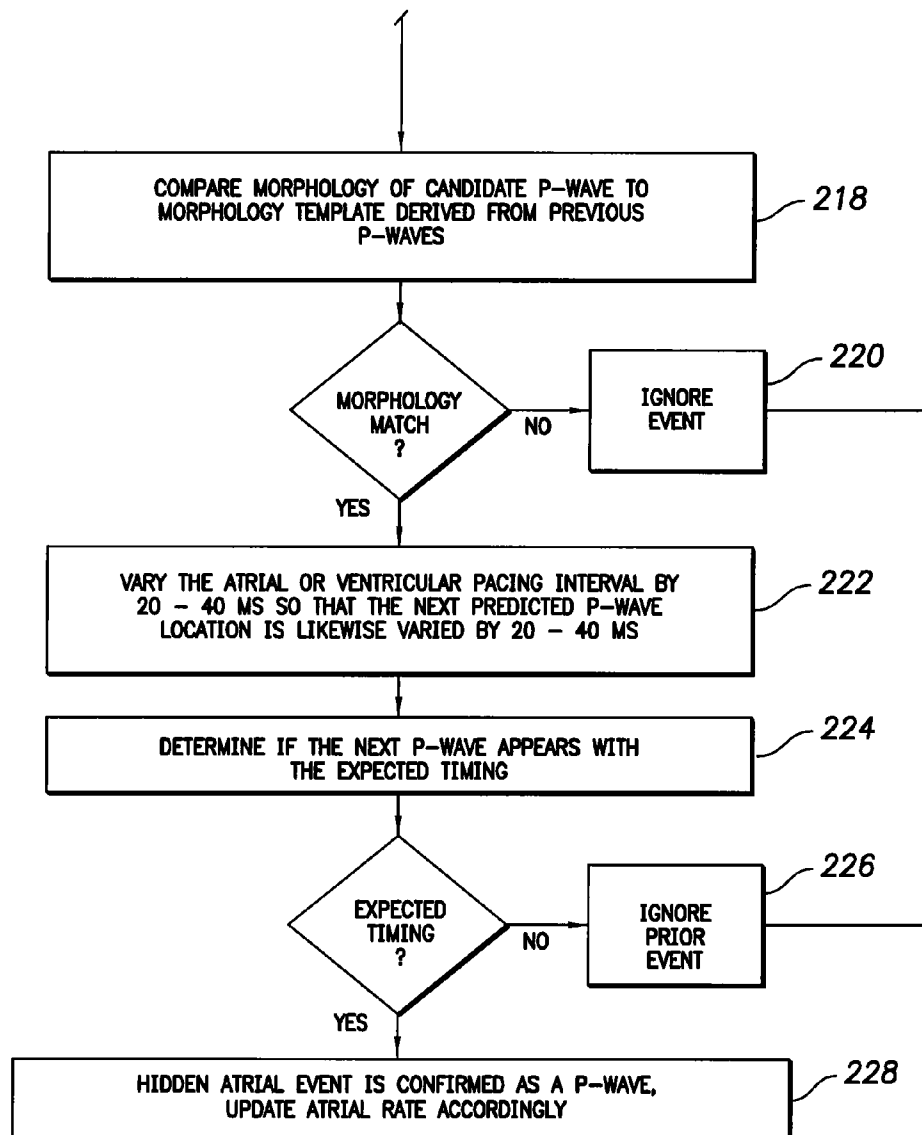 COMPARE MORPHOLOGY OF CANDIDATE P-WAVE TO
MORPHOLOGY TEMPLATE DERIVED FROM PREVIOUS
P-WAVES
218
MORPHOLOGY
MATCH
?
NO
YES
IGNORE
EVENT
220
VARY THE ATRIAL OR VENTRICULAR PACING INTERVAL BY
20 - 40 MS SO THAT THE NEXT PREDICTED P-WAVE
LOCATION IS LIKEWISE VARIED BY 20 - 40 MS
222
DETERMINE IF THE NEXT P-WAVE APPEARS WITH
THE EXPECTED TIMING
224
EXPECTED
TIMING
?
NO
YES
IGNORE
PRIOR
EVENT
226
HIDDEN ATRIAL EVENT IS CONFIRMED AS A P-WAVE,
UPDATE ATRIAL RATE ACCORDINGLY
228